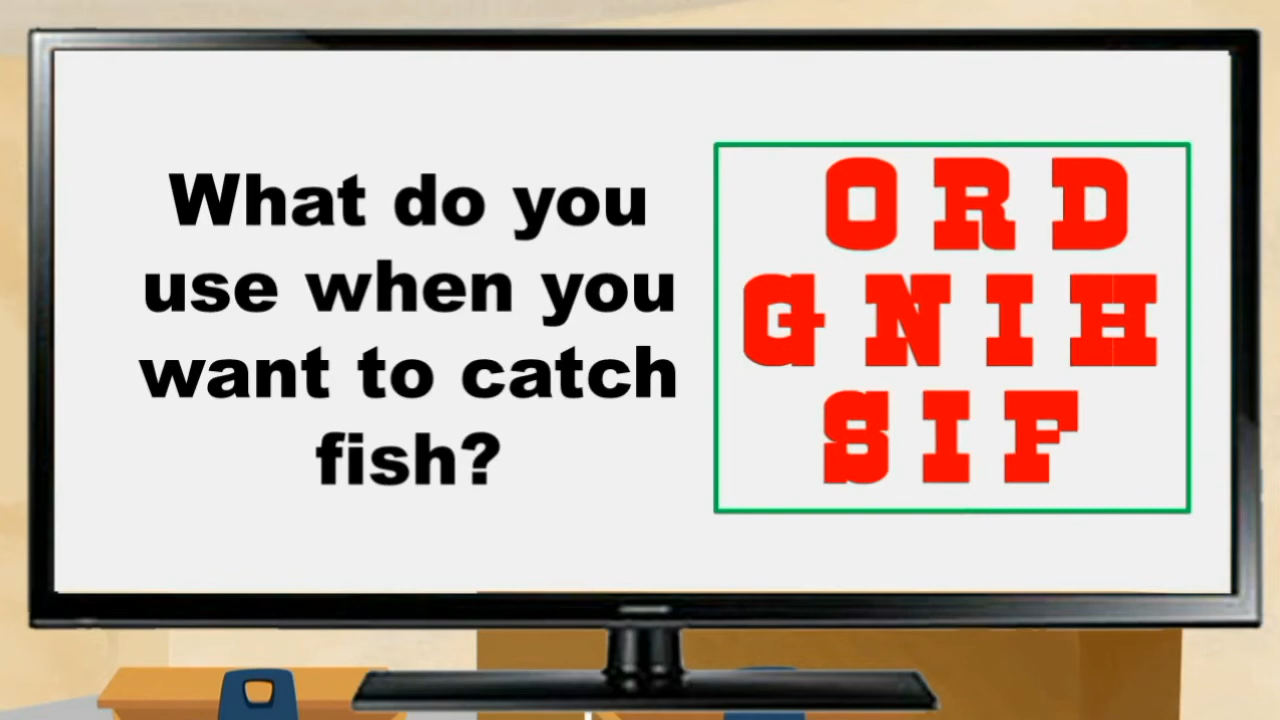 What do you
use when you
want to catch
fish?
O R D
G N I H
S I F